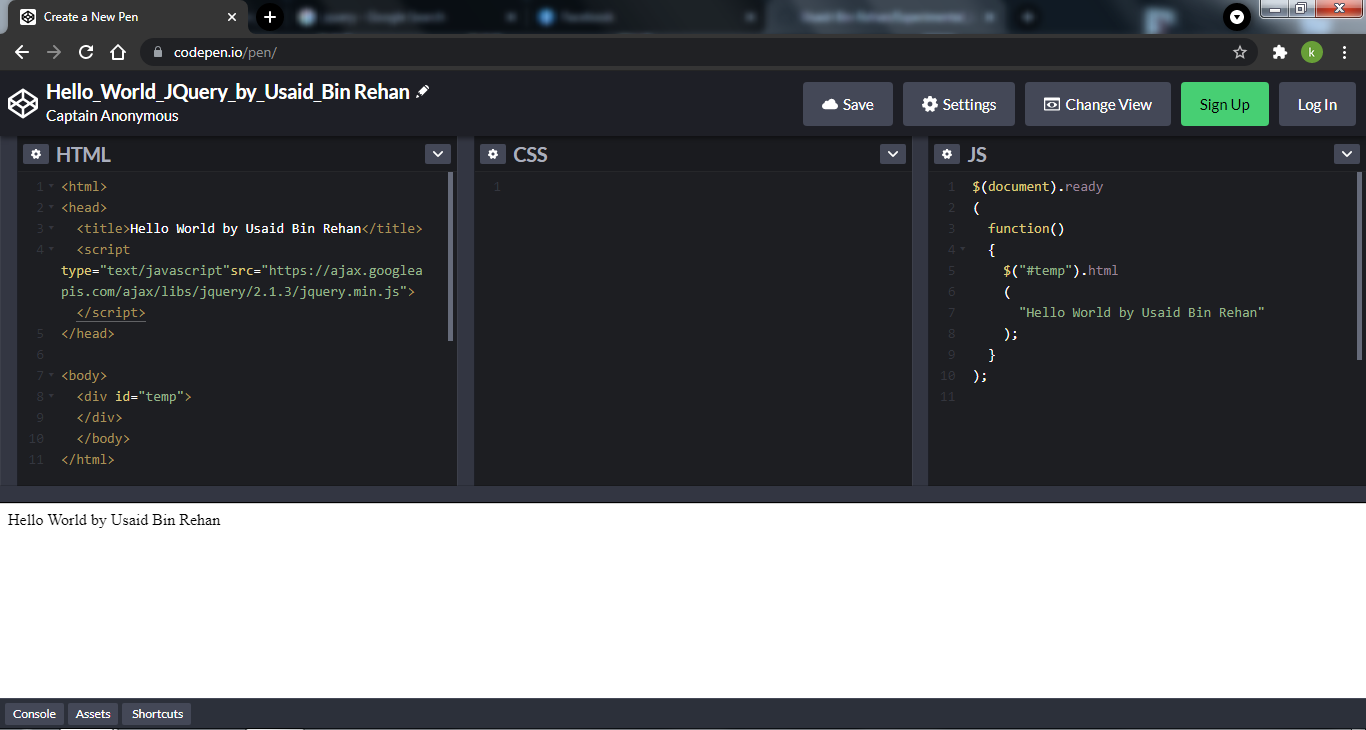 Create a New Pen
codepen.io/pen/
k
Hello_World_JQuery_by_Usaid_Bin Rehan
Captain Anonymous
Save
Settings
Change View
Sign Up
Log In
HTML
1 <html>
2 <head>
3 <title>Hello World by Usaid Bin Rehan</title>
4 <script
type="text/javascript"src="https://ajax.googlea
pis.com/ajax/libs/jquery/2.1.3/jquery.min.js">
</script>
5 </head>
6
7 <body>
8 <div id="temp">
9 </div>
10 </body>
11 </html>
CSS
1
JS
1 $(document).ready
2 (
3 function()
4 {
5 $("#temp").html
6 (
7 "Hello World by Usaid Bin Rehan"
8 );
9 }
10 );
11
Hello World by Usaid Bin Rehan
Console
Assets
Shortcuts